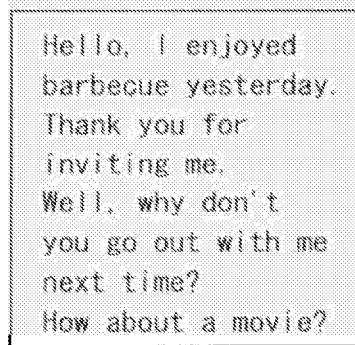 Hello, I enjoyed
barbecue yesterday.
Thank you for
inviting me.
Well, why don't
you go out with me
next time?
How about a movie?